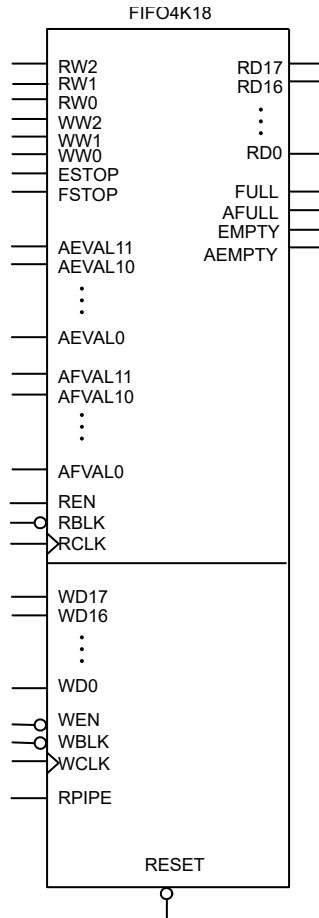 FIFO4K18
RW2
RW1
RW0
WW2
WW1
WW0
ESTOP
FSTOP
RD17
RD16
RD0
FULL
AFULL
EMPTY
AEMPTY
AEVAL11
AEVAL10
AEVAL0
AFVAL11
AFVAL10
AFVAL0
REN
RBLK
RCLK
WD17
WD16
WD0
WEN
WBLK
WCLK
RPIPE
RESET